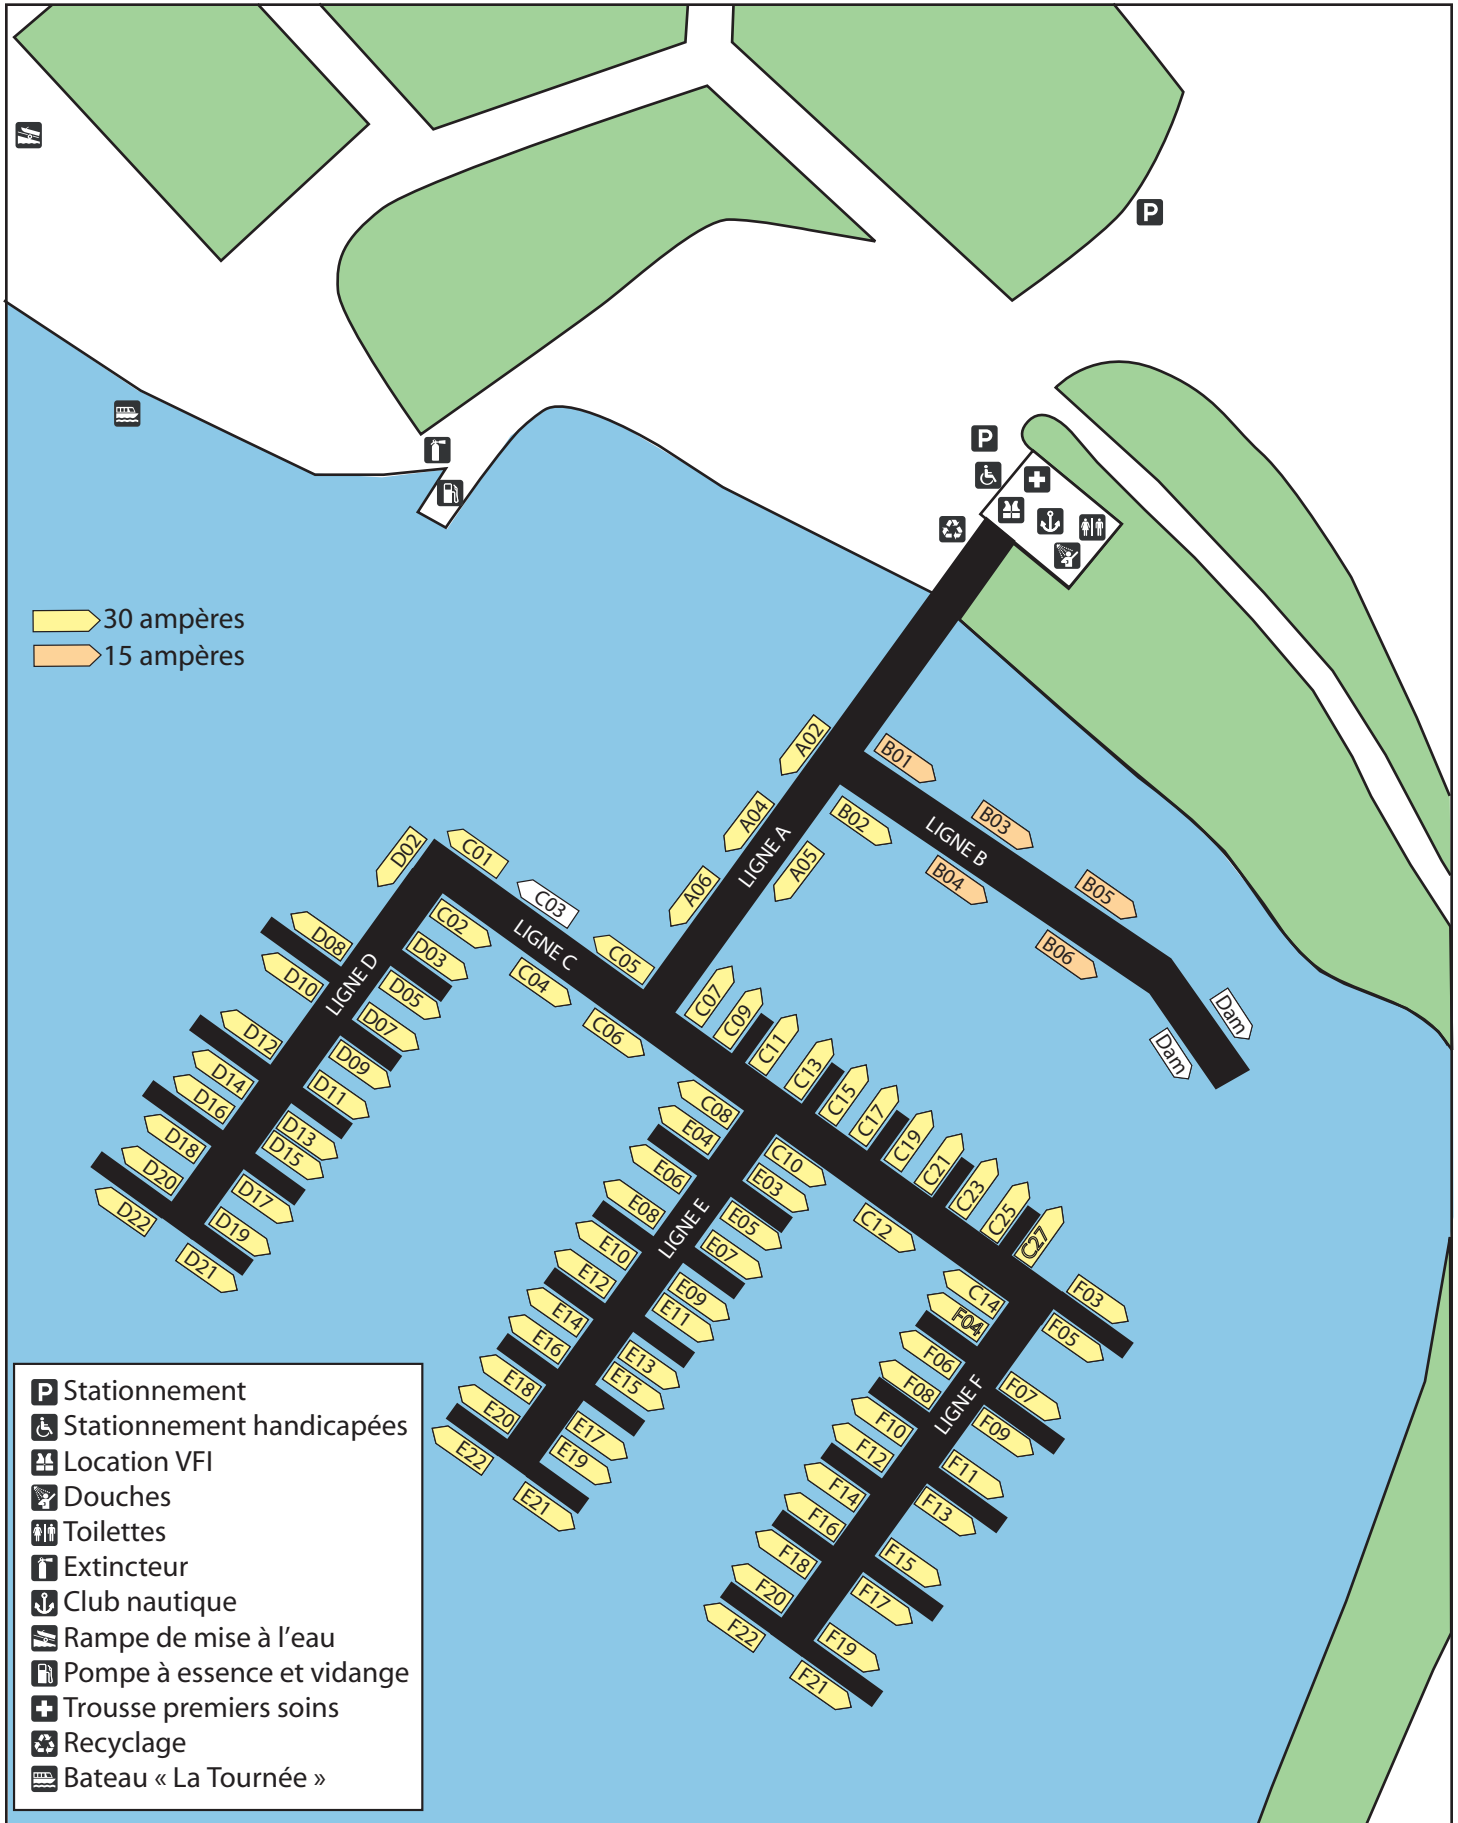 P
P
30 ampères
15 ampères
A02
B01
A04
B02
B03
LIGNE A
LIGNE B
A05
B04
B05
A06
B06
Dam
Dam
D02
C01
C03
C02
LIGNE C
C05
C04
C06
C07
C09
C11
C13
C15
C17
C19
C21
C23
C25
C27
C08
C10
C12
C14
D08
D03
D10
LIGNE D
D05
D07
D12
D09
D14
D11
D16
D13
D18
D15
D20
D17
D22
D19
D21
E04
E03
E06
E05
E08
LIGNE E
E07
E10
E12
E09
E14
E11
E16
E13
E18
E15
E20
E17
E22
E19
E21
F03
F04
F05
F06
F08
LIGNE F
F07
F10
F09
F12
F11
F14
F13
F16
F15
F18
F17
F20
F22
F19
F21
P Stationnement
Stationnement handicapées
Location VFI
Douches
Toilettes
Extincteur
Club nautique
Rampe de mise à l'eau
Pompe à essence et vidange
Trousse premiers soins
Recyclage
Bateau « La Tournée »